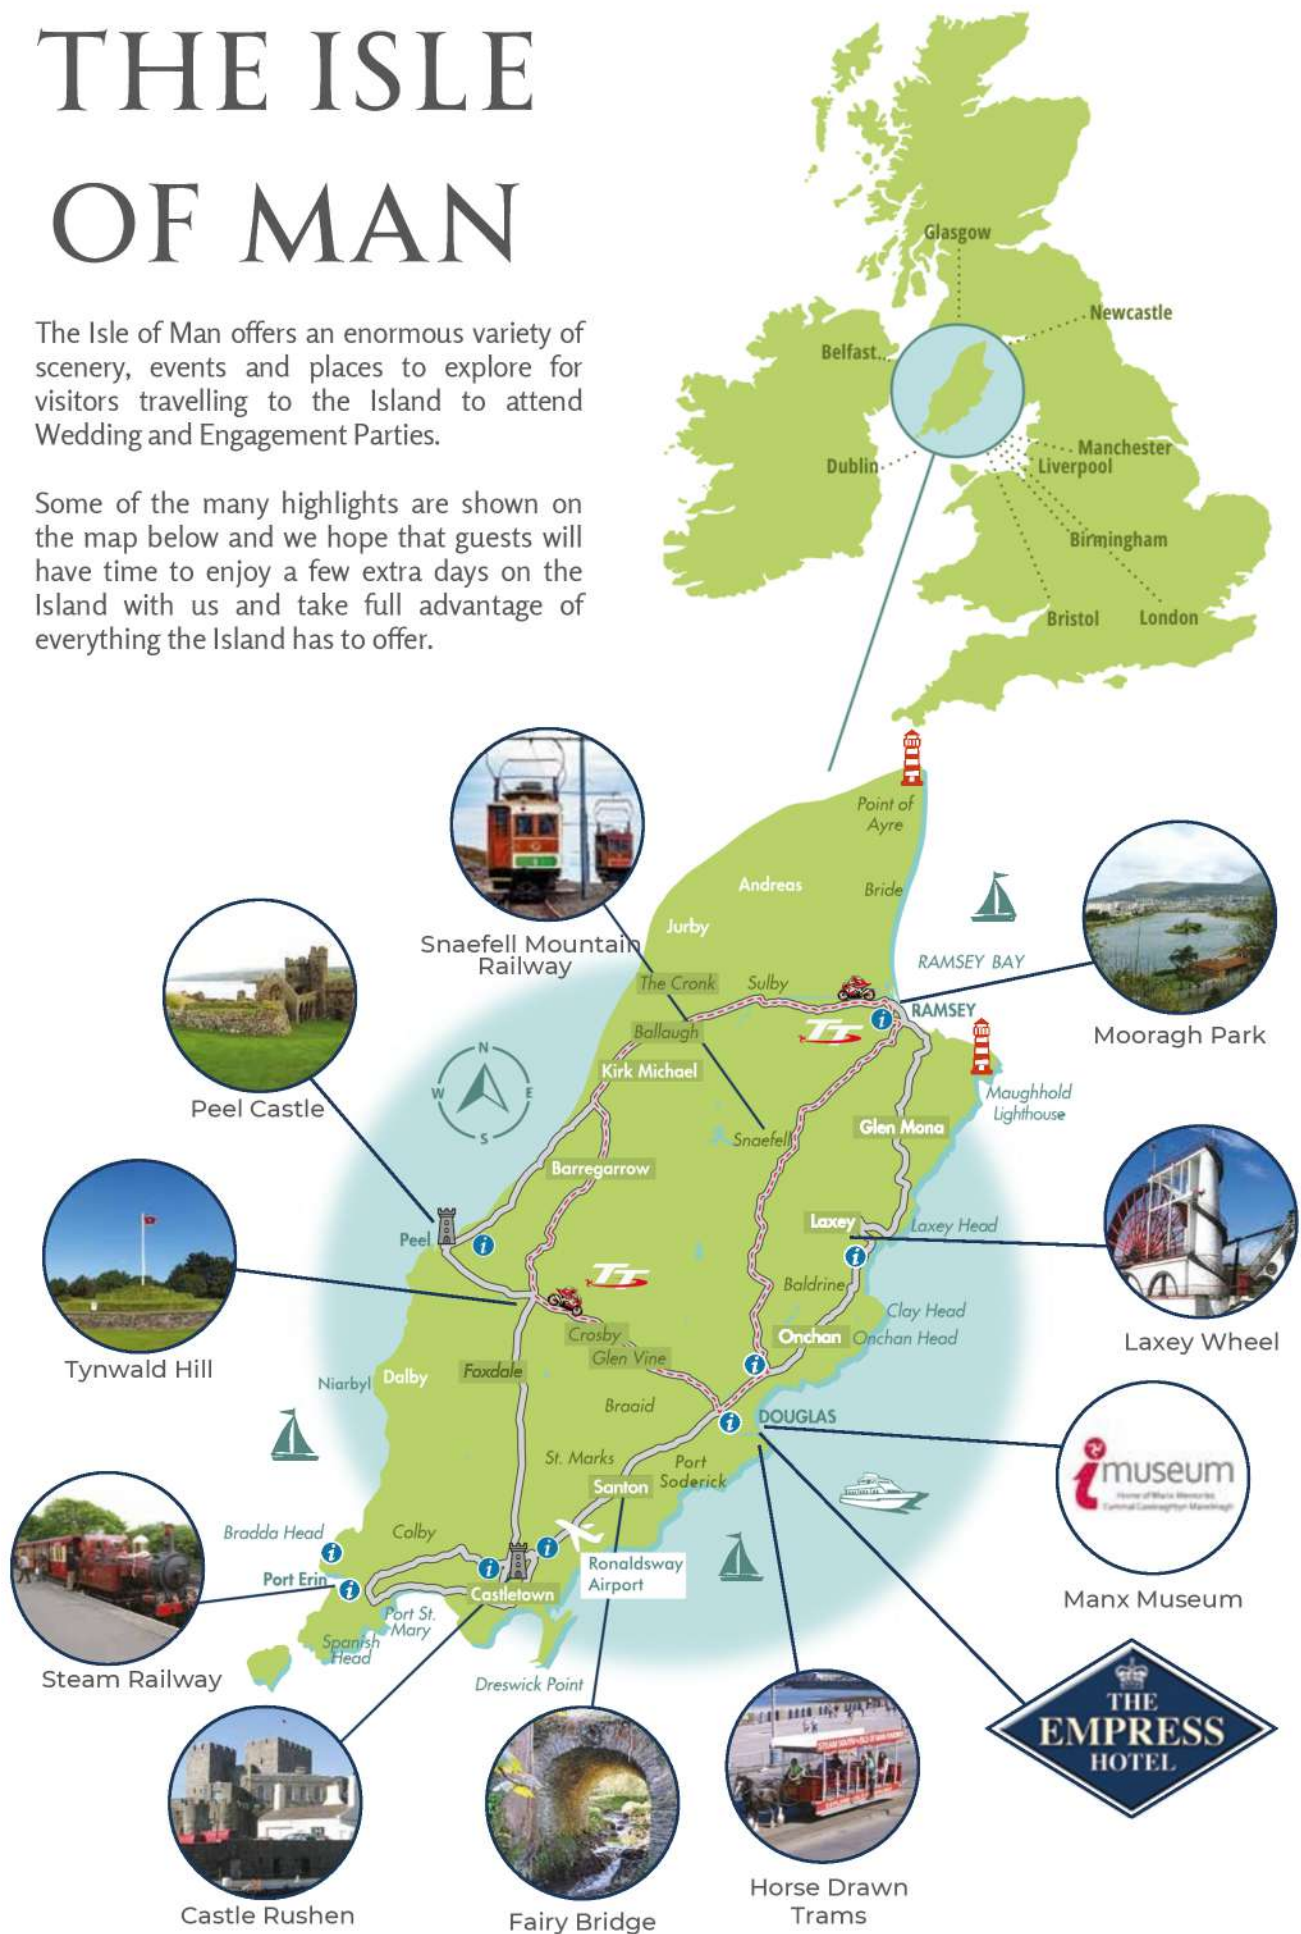 THE ISLE
OF MAN
The Isle of Man offers an enormous variety of
scenery, events and places to explore for
visitors travelling to the Island to attend
Wedding and Engagement Parties.
Some of the many highlights are shown on
the map below and we hope that guests will
have time to enjoy a few extra days on the
Island with us and take full advantage of
everything the Island has to offer.
Glasgow
Newcastle
Belfast
Manchester
Dublin
Liverpool
Birmingham
Bristol
London
Point of
Ayre
Andreas
Bride
Jurby
Snaefell Mountain
Railway
RAMSEY BAY
The Cronk
Sulby
RAMSEY
Mooragh Park
Ballaugh
TT
Kirk Michael
N
W
E
S
Maughhold
Lighthouse
Peel Castle
Glen Mona
Snaefell
Barregarrow
Laxey
Laxey Head
Peel
TT
Baldrine
Clay Head
Crosby
Onchan
Onchan Head
Laxey Wheel
Glen Vine
Tynwald Hill
Foxdale
Niarbyl
Dalby
Braaid
DOUGLAS
St. Marks
Port
Soderick
Santon
imuseum
Bradda Head
Colby
Ronaldsway
Airport
Port Erin
Castletown
Manx Museum
Port St.
Mary
Spanish
Head
Steam Railway
Dreswick Point
THE
EMPRESS
HOTEL
Castle Rushen
Fairy Bridge
Horse Drawn
Trams